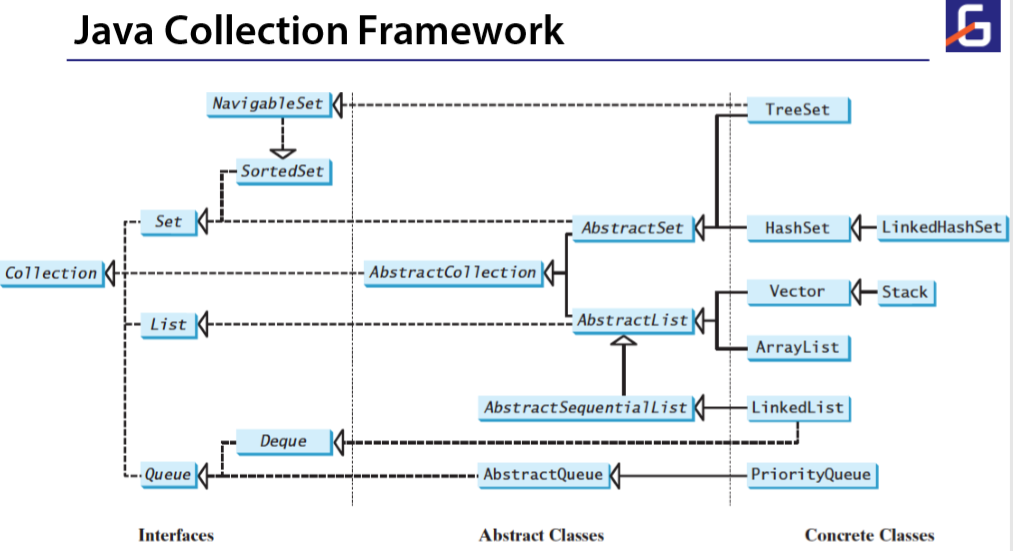 Java Collection Framework
G
NavigableSet
TreeSet
SortedSet
Set
AbstractSet
HashSet
LinkedHashSet
Collection
AbstractCollection
Vector
Stack
List
AbstractList
ArrayList
AbstractSequentialList
LinkedList
Deque
Queue
AbstractQueue
PriorityQueue
Interfaces
Abstract Classes
Concrete Classes